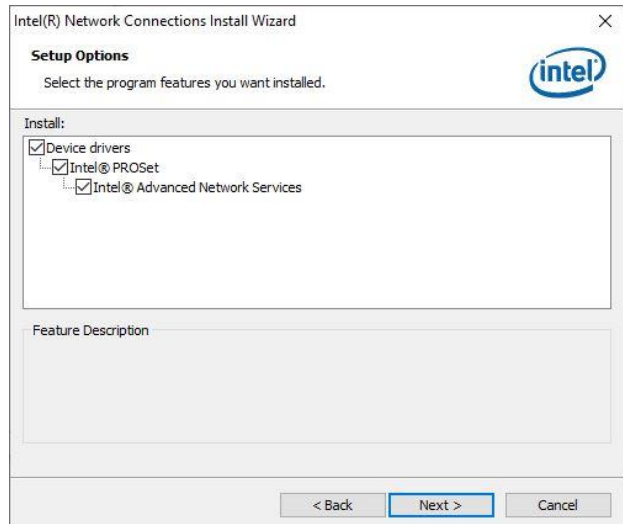 Intel(R) Network Connections Install Wizard
Setup Options
Select the program features you want installed.
intel
Install:
Device drivers
Intel® PROSet
Intel® Advanced Network Services
Feature Description
< Back
Next >
Cancel